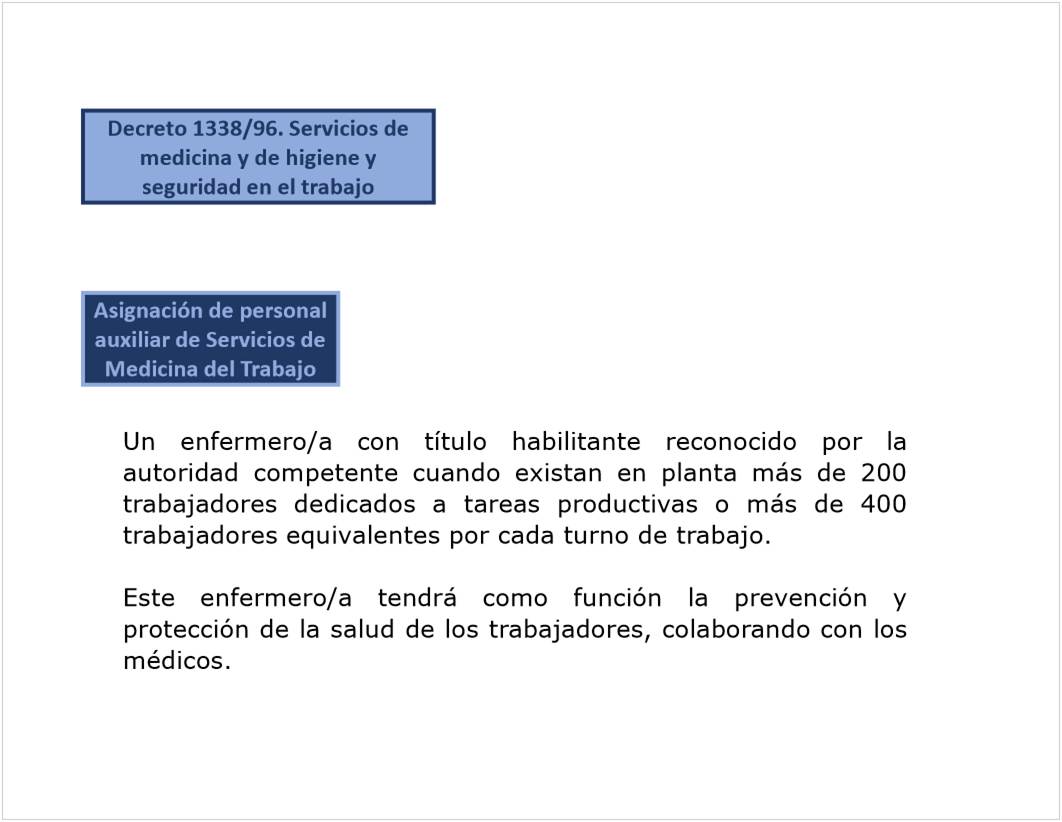 Decreto 1338/96. Servicios de
medicina y de higiene y
seguridad en el trabajo
Asignación de personal
auxiliar de Servicios de
Medicina del Trabajo
Un enfermero/a con título habilitante reconocido por la
autoridad competente cuando existan en planta más de 200
trabajadores dedicados a tareas productivas o más de 400
trabajadores equivalentes por cada turno de trabajo.
Este enfermero/a tendrá como función la prevención y
protección de la salud de los trabajadores, colaborando con los
médicos.